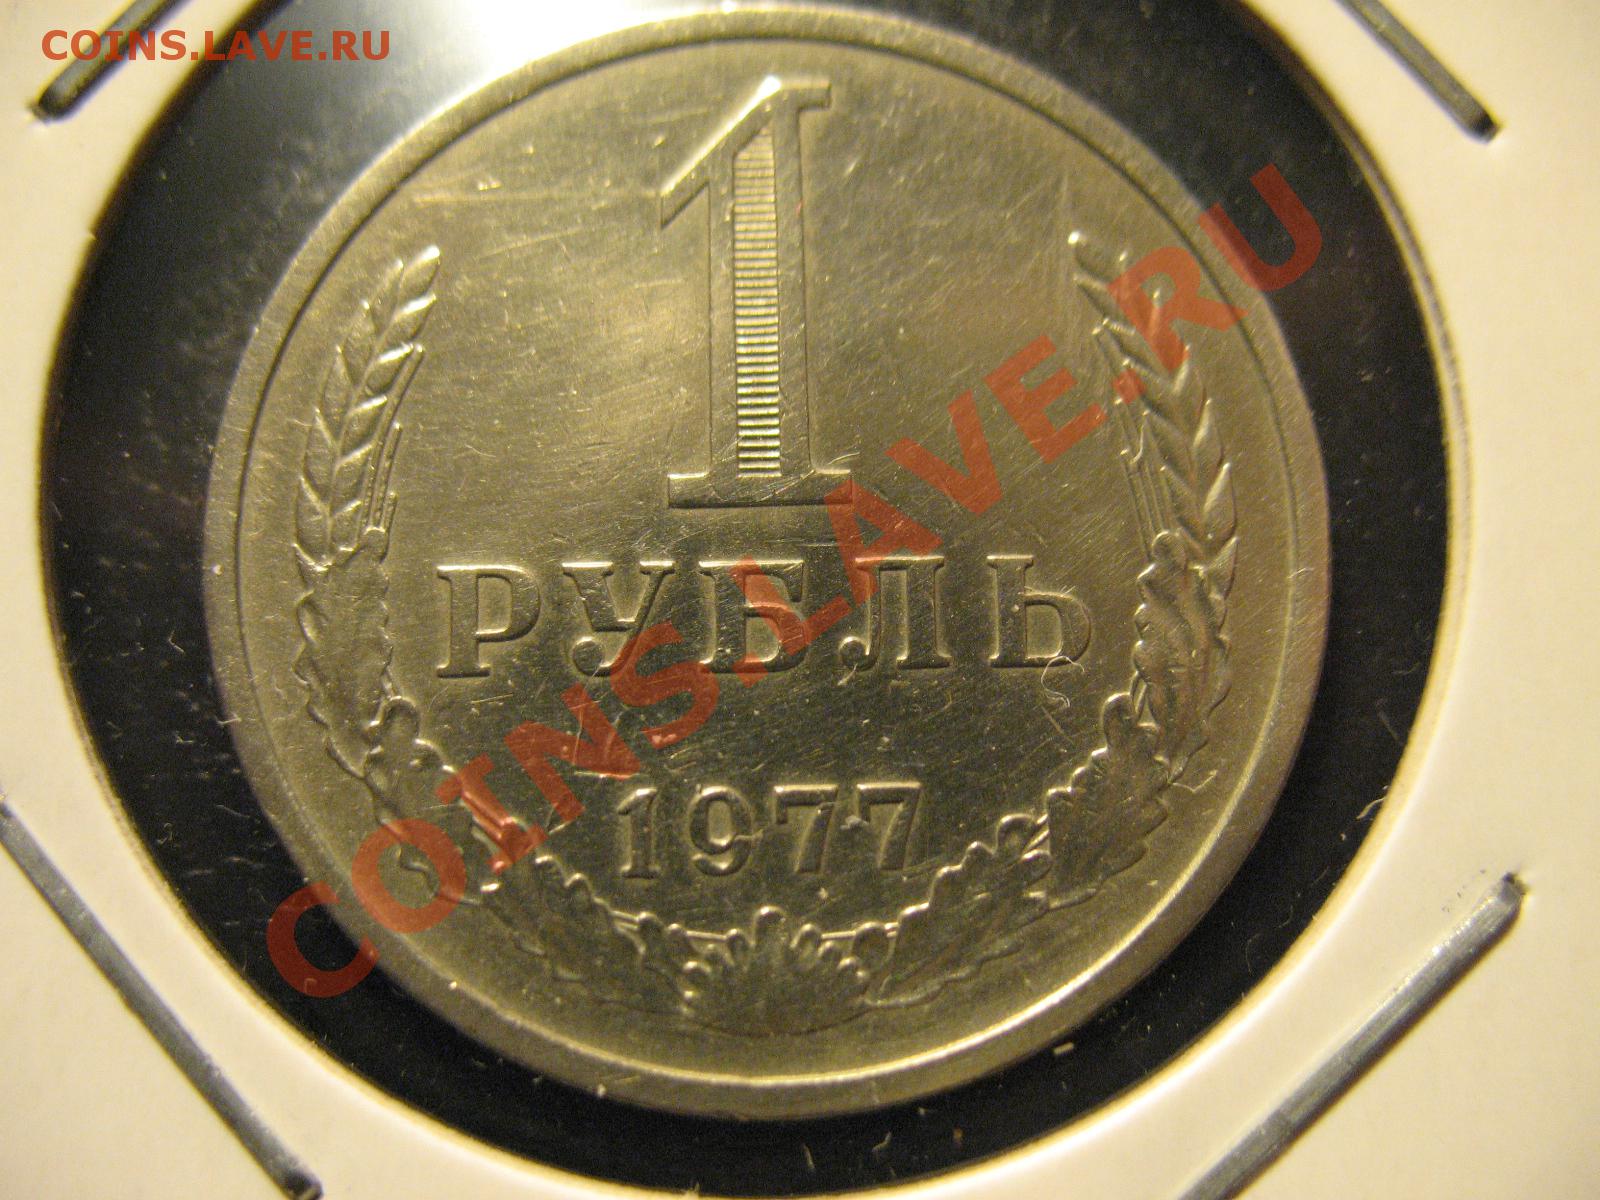 COINS.LAVE.RU
1
РУБЛЬ
1977
COINS.LAVE.RU